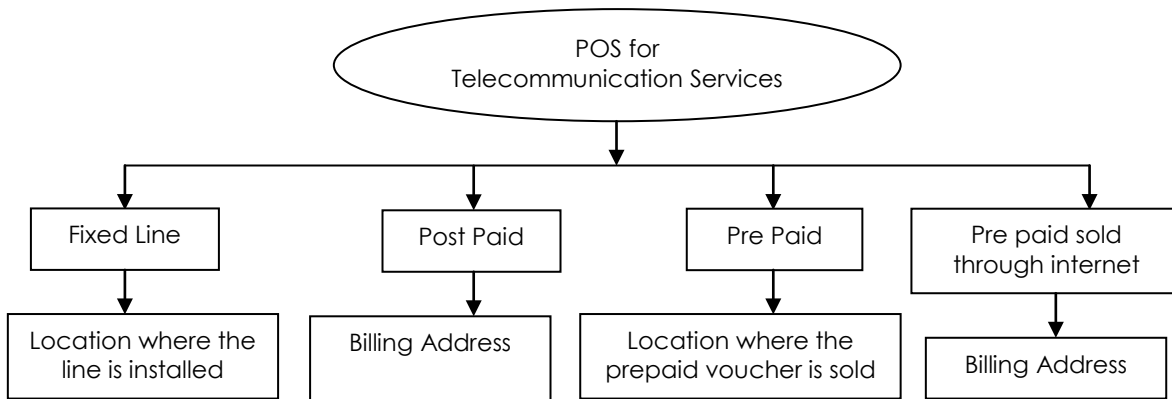 POS for
Telecommunication Services
Fixed Line
Post Paid
Pre Paid
Pre paid sold
through internet
Location where the
line is installed
Billing Address
Location where the
prepaid voucher is sold
Billing Address